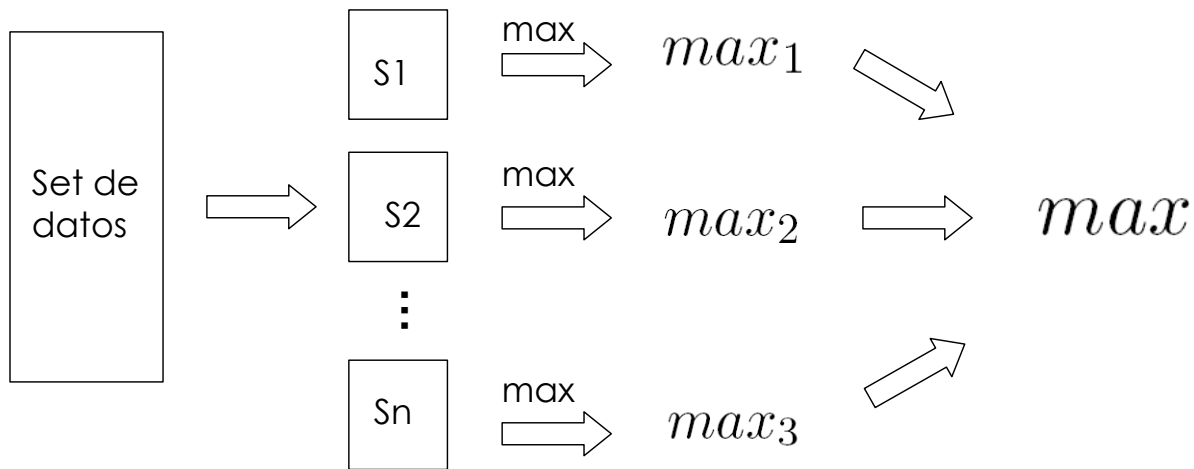 Set de
datos
S1
max
max₁
S2
max
max₂
⋮
Sn
max
max₃
max